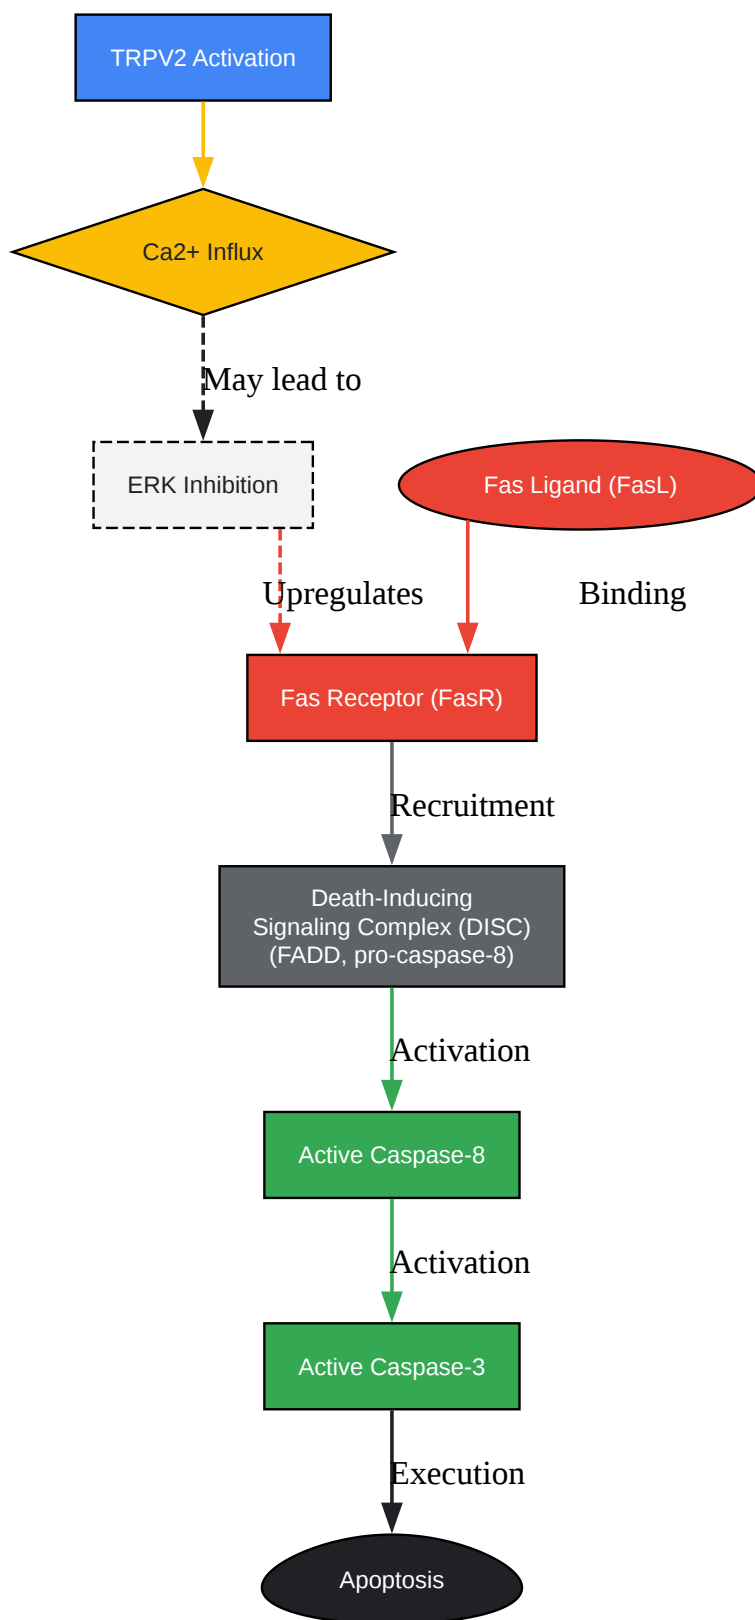 TRPV2 Activation
Ca2+ Influx
May lead to
ERK Inhibition
Fas Ligand (FasL)
Upregulates
Binding
Fas Receptor (FasR)
Recruitment
Death-Inducing
Signaling Complex (DISC)
(FADD, pro-caspase-8)
Activation
Active Caspase-8
Activation
Active Caspase-3
Execution
Apoptosis